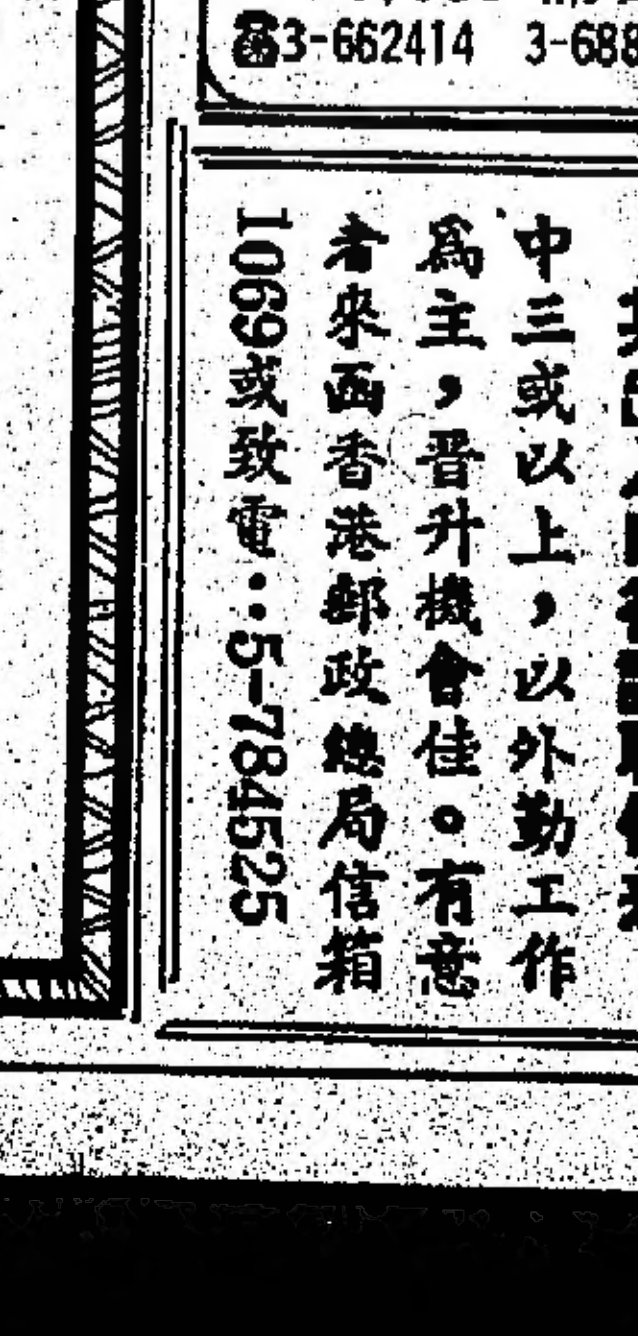 3-662414 3-688
中三或以上，以外勤工作
爲主，晋升機會佳。有意
者來函香港郵政總局信箱
1069或致電：5-784525